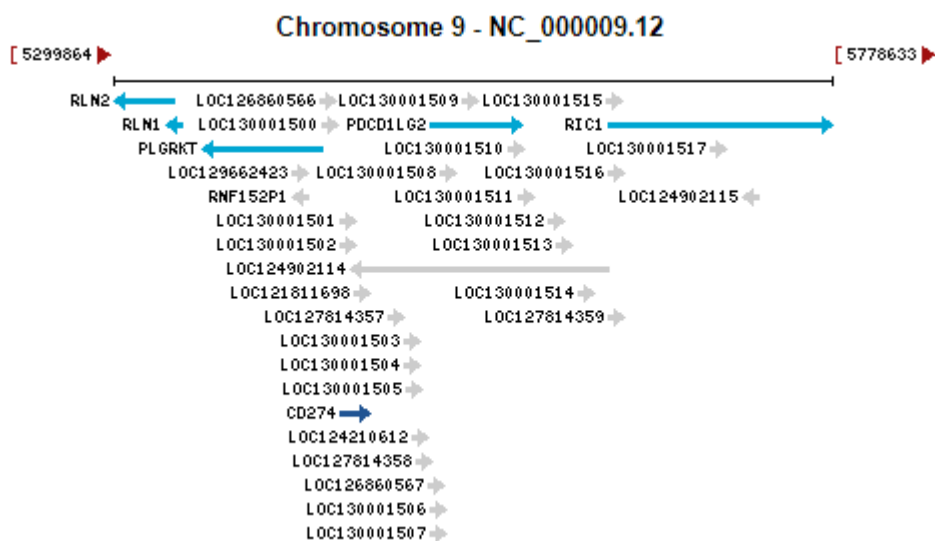 Chromosome 9 - NC_000009.12
[ 5299864 [ 5778633
RLN2 LOC126860566 LOC130001509 LOC130001515
RLN1 LOC130001500 PDCD1LG2 RIC1
PLGRKT LOC130001510 LOC130001517
LOC129662423 LOC130001508 LOC130001516
RNF152P1 LOC130001511 LOC124902115
LOC130001501 LOC130001512
LOC130001502 LOC130001513
LOC124902114
LOC121811698 LOC130001514
LOC127814357 LOC127814359
LOC130001503
LOC130001504
LOC130001505
CD274
LOC124210612
LOC127814358
LOC126860567
LOC130001506
LOC130001507